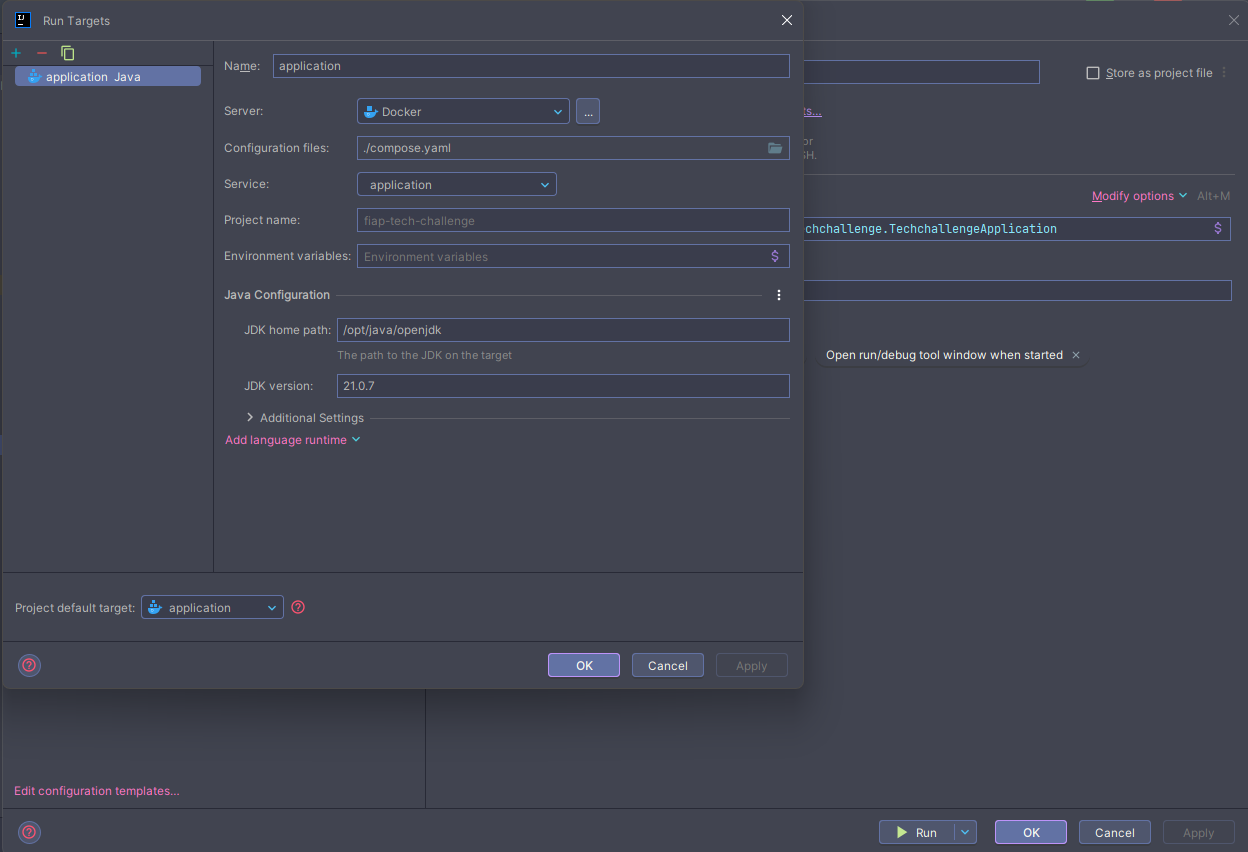 Run Targets
application Java
Name: application
Server: Docker ...
Configuration files: ./compose.yaml
Service: application
Project name: fiap-tech-challenge
Environment variables: Environment variables $
Java Configuration
JDK home path: /opt/java/openjdk
The path to the JDK on the target
JDK version: 21.0.7
Additional Settings
Add language runtime
Project default target: application ?
? OK Cancel Apply
Store as project file
ts...
or
SH.
Modify options Alt+M
chchallenge.TechchallengeApplication $
Open run/debug tool window when started ×
Edit configuration templates...
? Run OK Cancel Apply